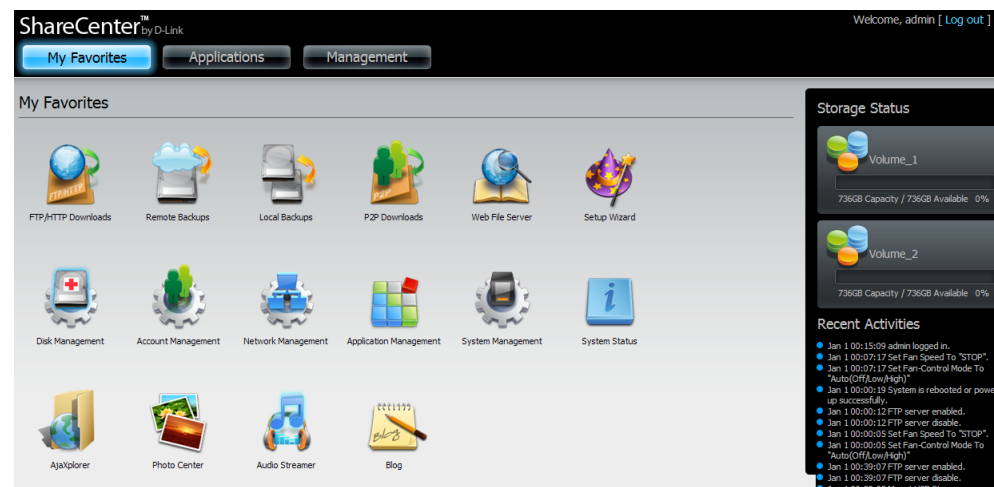 ShareCenter™ by D-Link
Welcome, admin [ Log out ]
My Favorites Applications Management
My Favorites
FTP/HTTP
P2P
FTP/HTTP Downloads Remote Backups Local Backups P2P Downloads Web File Server Setup Wizard
Disk Management Account Management Network Management Application Management System Management System Status
Blog
AjaXplorer Photo Center Audio Streamer Blog
Storage Status
Volume_1
736GB Capacity / 736GB Available 0%
Volume_2
736GB Capacity / 736GB Available 0%
Recent Activities
Jan 1 00:15:09 admin logged in.
Jan 1 00:07:17 Set Fan Speed To "STOP".
Jan 1 00:07:17 Set Fan-Control Mode To
"Auto(Off/Low/High)"
Jan 1 00:00:19 System is rebooted or powe
up successfully.
Jan 1 00:00:12 FTP server enabled.
Jan 1 00:00:12 FTP server disable.
Jan 1 00:00:05 Set Fan Speed To "STOP".
Jan 1 00:00:05 Set Fan-Control Mode To
"Auto(Off/Low/High)"
Jan 1 00:39:07 FTP server enabled.
Jan 1 00:39:07 FTP server disable.